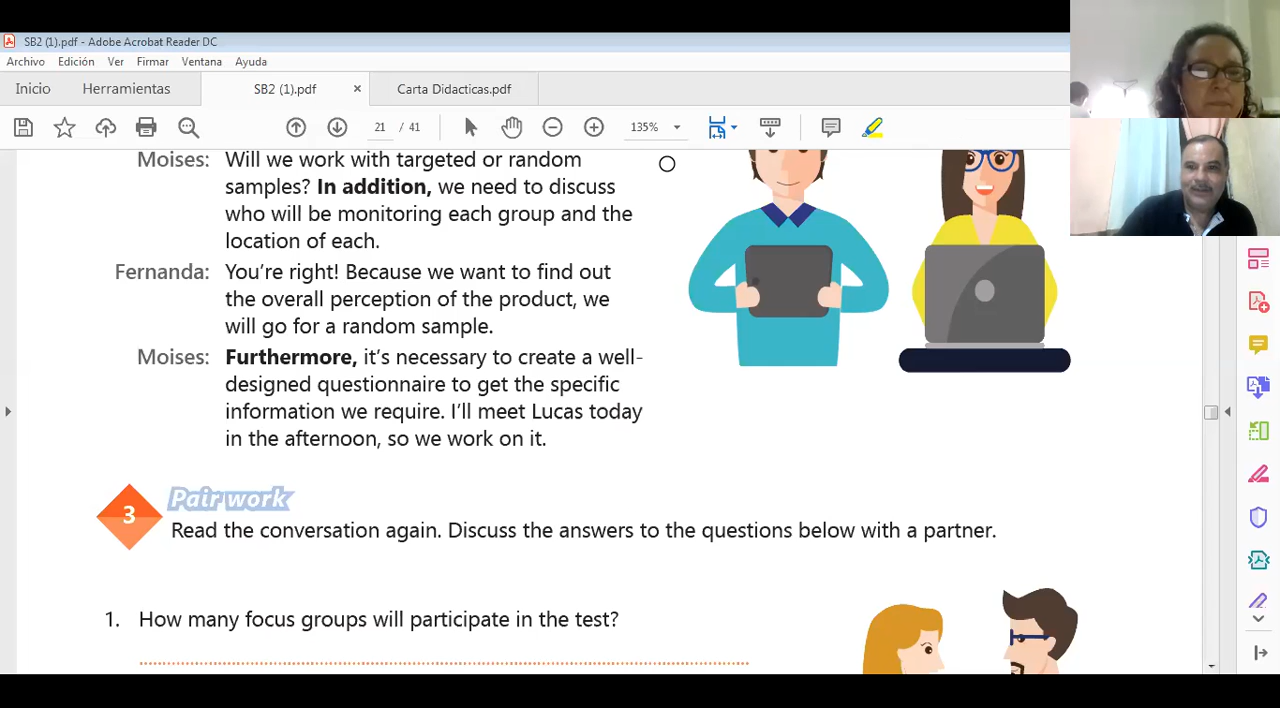 SB2 (1).pdf - Adobe Acrobat Reader DC
Archivo Edición Ver Firmar Ventana Ayuda
Inicio Herramientas SB2 (1).pdf × Carta Didacticas.pdf
21 / 41 135%
Moises: Will we work with targeted or random
samples? In addition, we need to discuss
who will be monitoring each group and the
location of each.
Fernanda: You're right! Because we want to find out
the overall perception of the product, we
will go for a random sample.
Moises: Furthermore, it's necessary to create a well-
designed questionnaire to get the specific
information we require. I'll meet Lucas today
in the afternoon, so we work on it.
3 Pair work
Read the conversation again. Discuss the answers to the questions below with a partner.
1. How many focus groups will participate in the test?